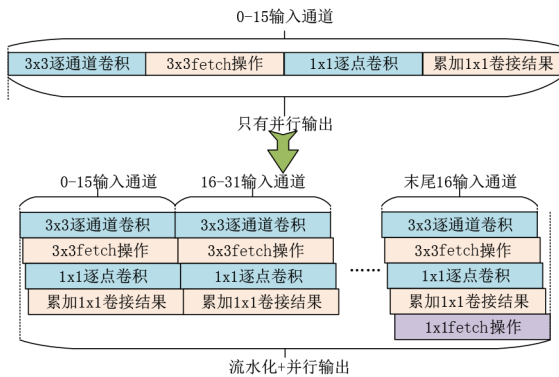 0-15输入通道
3x3逐通道卷积 3x3fetch操作 1x1逐点卷积 累加1x1卷接结果
只有并行输出
0-15输入通道 16-31输入通道 末尾16输入通道
3x3逐通道卷积 3x3逐通道卷积 3x3逐通道卷积
3x3fetch操作 3x3fetch操作 3x3fetch操作
1x1逐点卷积 1x1逐点卷积 ...... 1x1逐点卷积
累加1x1卷接结果 累加1x1卷接结果 累加1x1卷接结果
1x1fetch操作
流水化+并行输出